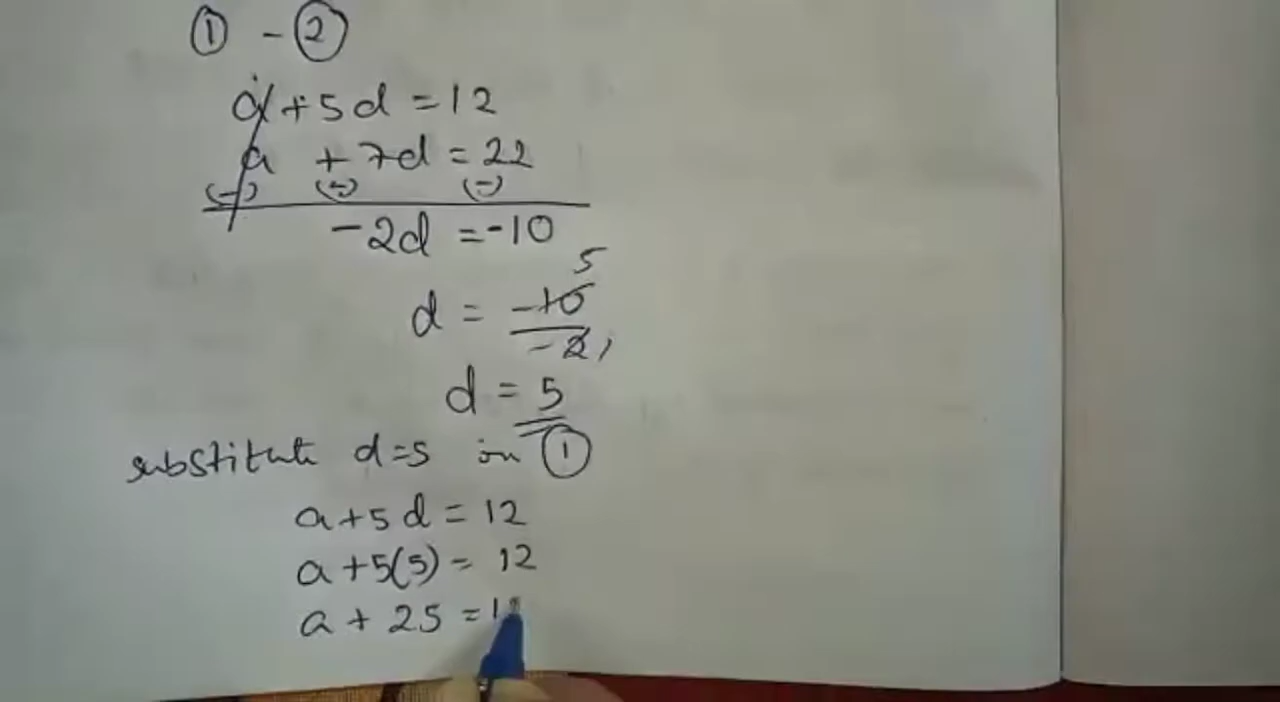 ① - ②
a + 5d = 12
a + 7d = 22
(-) (-) (-)
-2d = -10
5
d = -10
-2 1
d = 5
substitute d=5 in ①
a + 5d = 12
a + 5(5) = 12
a + 25 = 1